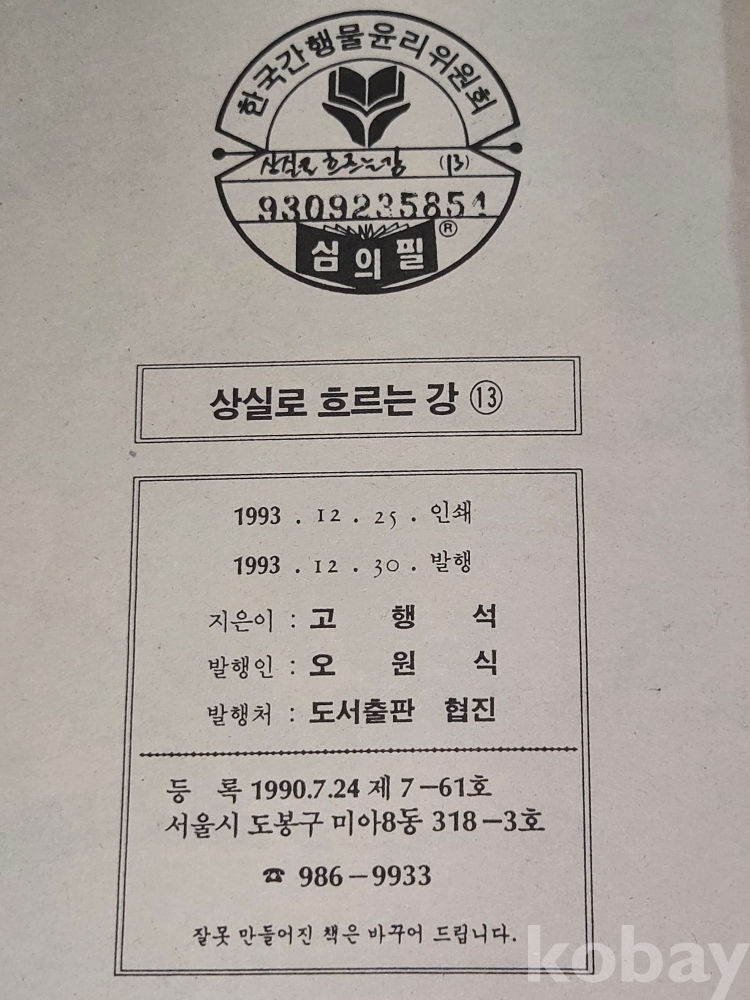 한국간행물윤리위원회
상실로 흐르는 강 (13)
9309235854
심의필 ®
상실로 흐르는 강 ⑬
1993 . 12 . 25 . 인쇄
1993 . 12 . 30 . 발행
지은이 : 고 행 석
발행인 : 오 원 식
발행처 : 도서출판 협진
등 록 1990.7.24 제 7-61호
서울시 도봉구 미아8동 318-3호
☎ 986-9933
잘못 만들어진 책은 바꾸어 드립니다.
kobay